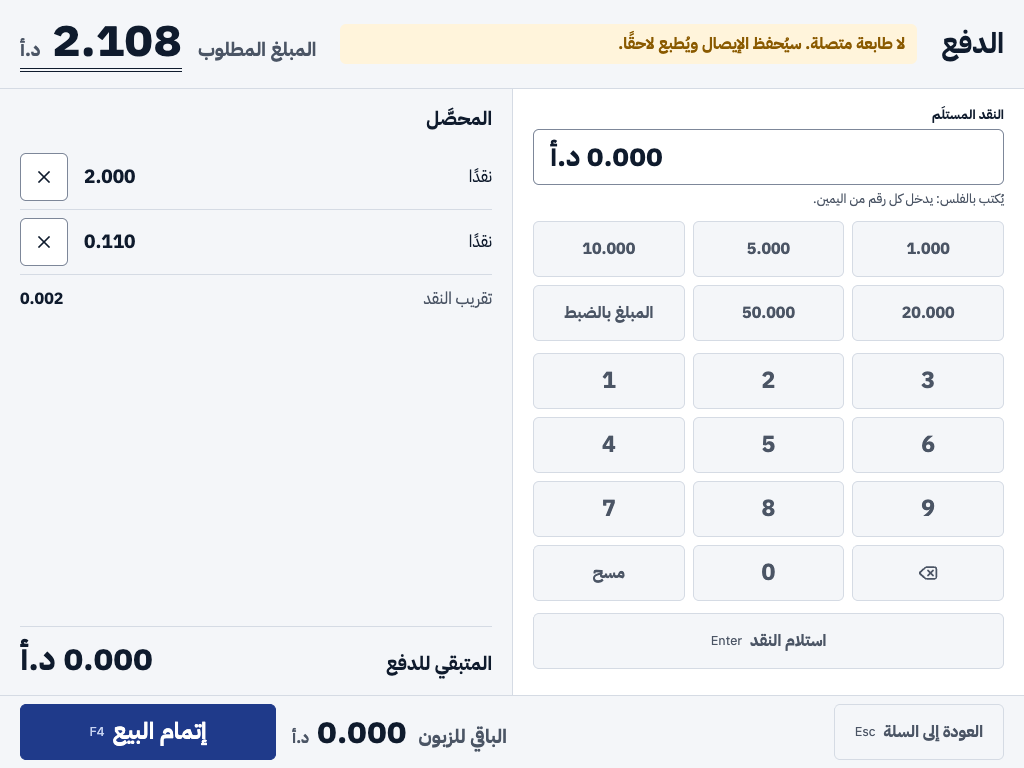 الدفع
لا طابعة متصلة. سيُحفظ الإيصال ويُطبع لاحقًا.
المبلغ المطلوب 2.108 د.أ
النقد المستلَم
0.000 د.أ
يُكتب بالفلس: يدخل كل رقم من اليمين.
1.000 5.000 10.000
20.000 50.000 المبلغ بالضبط
3 2 1
6 5 4
9 8 7
0 مسح
استلام النقد Enter
المحصَّل
نقدًا 2.000
نقدًا 0.110
تقريب النقد 0.002
المتبقي للدفع 0.000 د.أ
العودة إلى السلة Esc
الباقي للزبون 0.000 د.أ
إتمام البيع F4